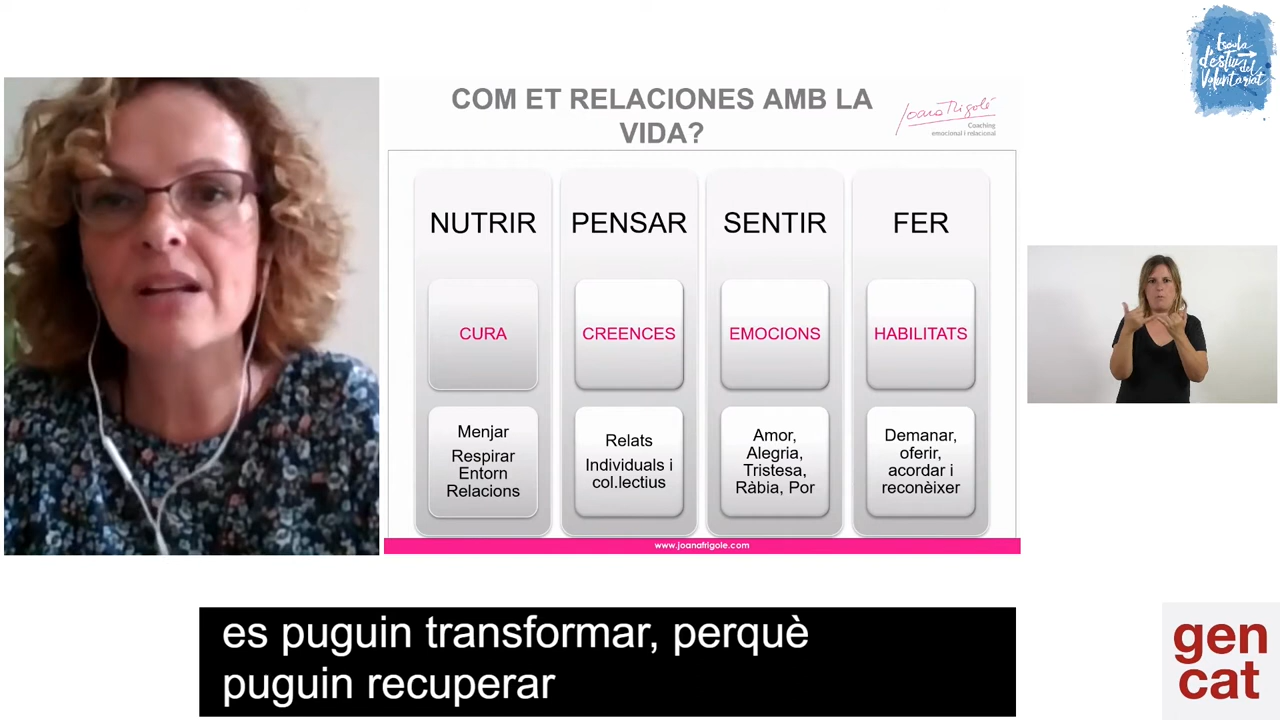 Escola
d'estiu
del
Voluntariat
COM ET RELACIONES AMB LA
VIDA?
Joana Frigolé
Coaching
emocional i relacional
NUTRIR
PENSAR
SENTIR
FER
CURA
CREENCES
EMOCIONS
HABILITATS
Menjar
Respirar
Entorn
Relacions
Relats
Individuals i
col.lectius
Amor,
Alegria,
Tristesa,
Ràbia, Por
Demanar,
oferir,
acordar i
reconèixer
www.joanafrigole.com
es puguin transformar, perquè
puguin recuperar
gen
cat